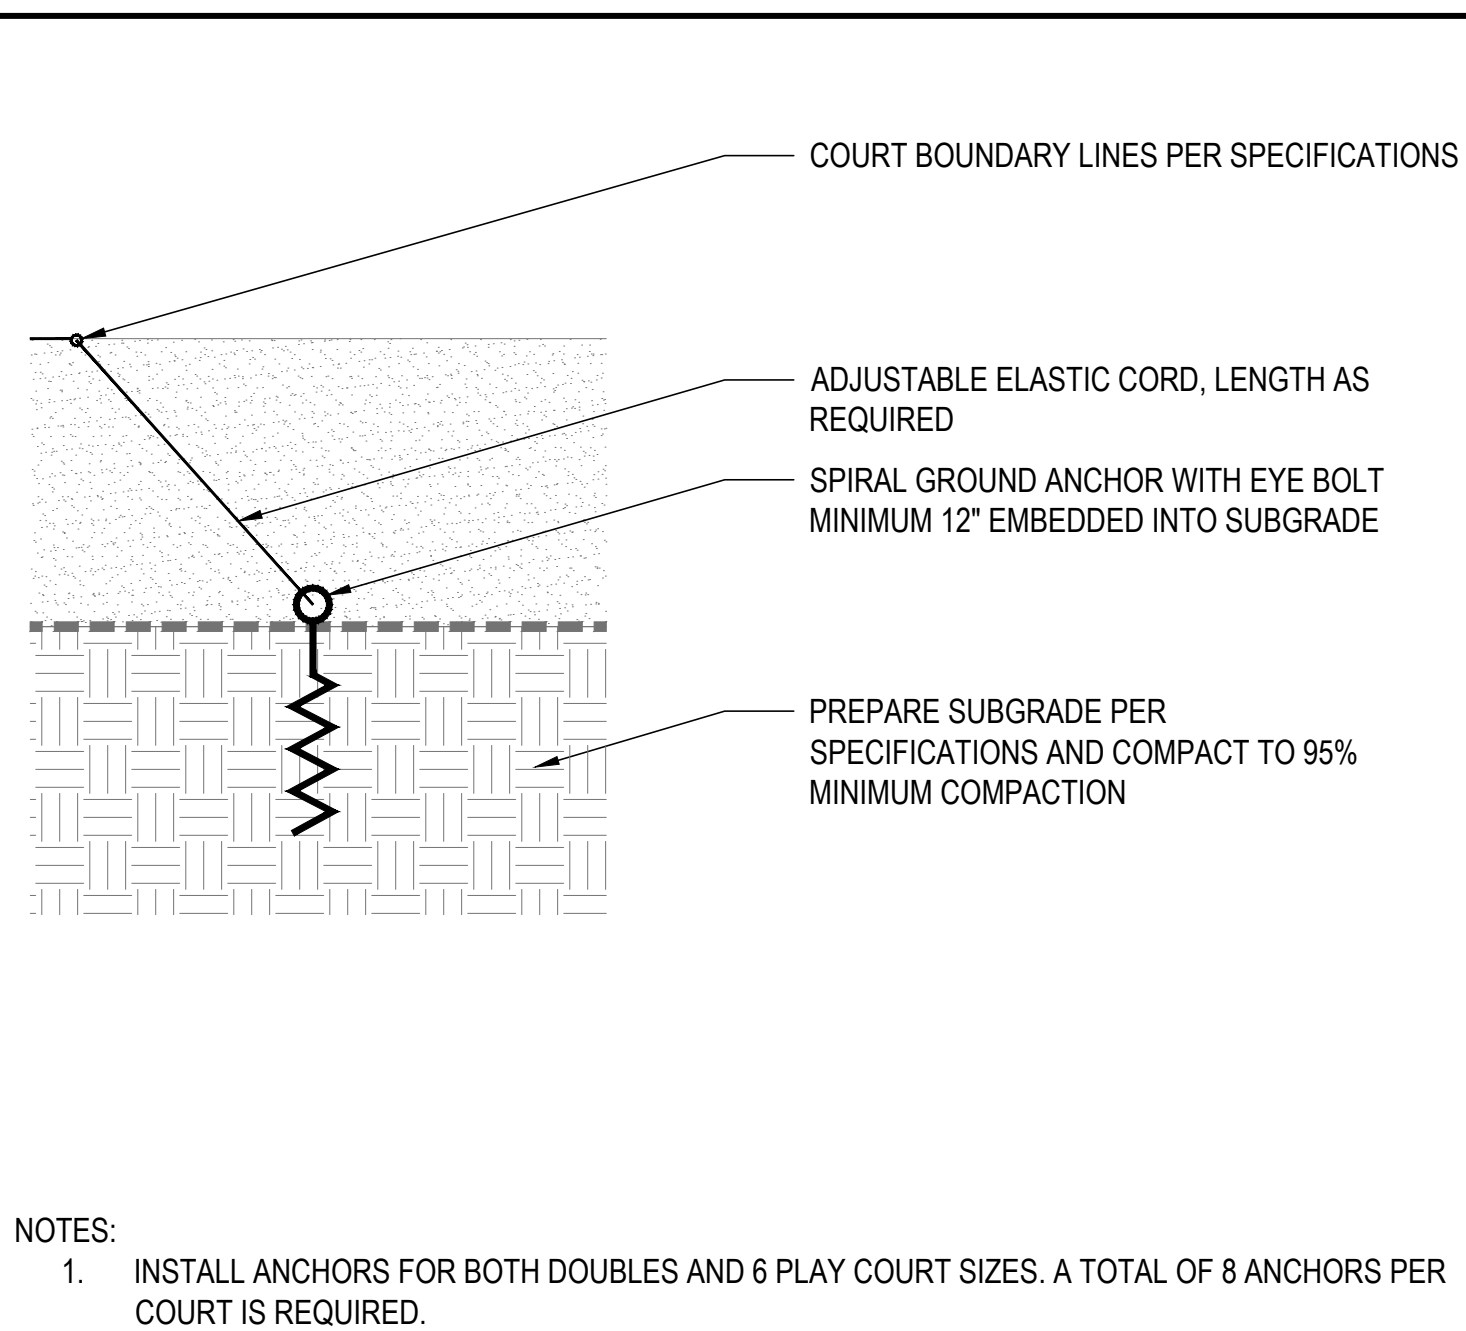 COURT BOUNDARY LINES PER SPECIFICATIONS
ADJUSTABLE ELASTIC CORD, LENGTH AS
REQUIRED
SPIRAL GROUND ANCHOR WITH EYE BOLT
MINIMUM 12" EMBEDDED INTO SUBGRADE
PREPARE SUBGRADE PER
SPECIFICATIONS AND COMPACT TO 95%
MINIMUM COMPACTION
NOTES:
1. INSTALL ANCHORS FOR BOTH DOUBLES AND 6 PLAY COURT SIZES. A TOTAL OF 8 ANCHORS PER
COURT IS REQUIRED.